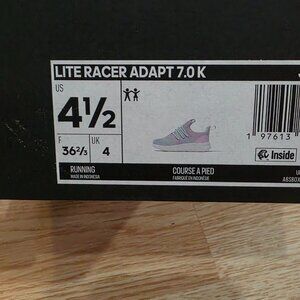 LITE RACER ADAPT 7.0 K
US
4½
F
UK
36⅔
4
1 97613
Inside
RUNNING
MADE IN INDONESIA
COURSE A PIED
FABRIQUÉ EN INDONÉSIE
ABSBOX